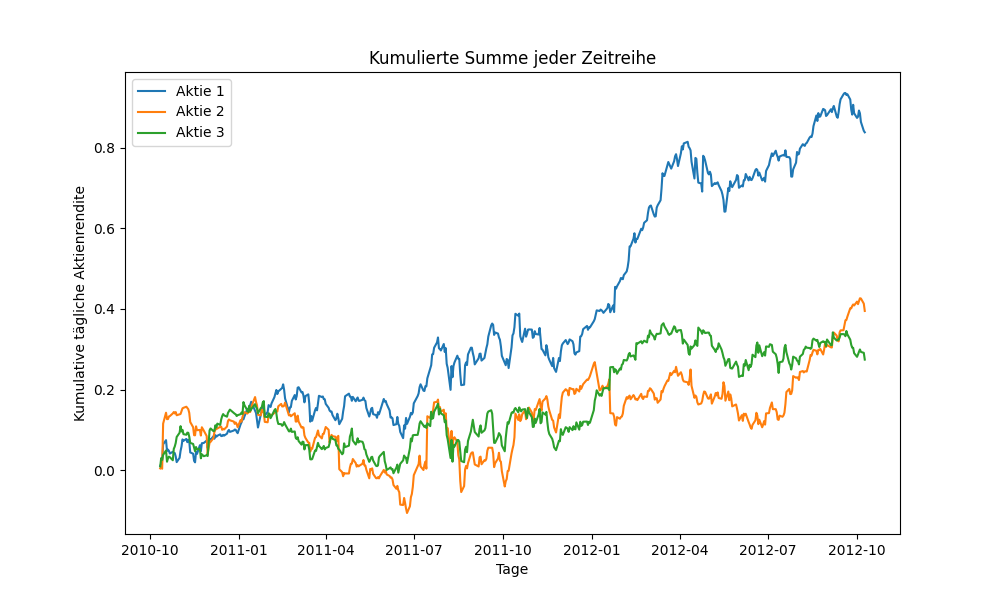 Kumulierte Summe jeder Zeitreihe
Aktie 1
Aktie 2
Aktie 3
Kumulative tägliche Aktienrendite
0.8
0.6
0.4
0.2
0.0
2010-10 2011-01 2011-04 2011-07 2011-10 2012-01 2012-04 2012-07 2012-10
Tage